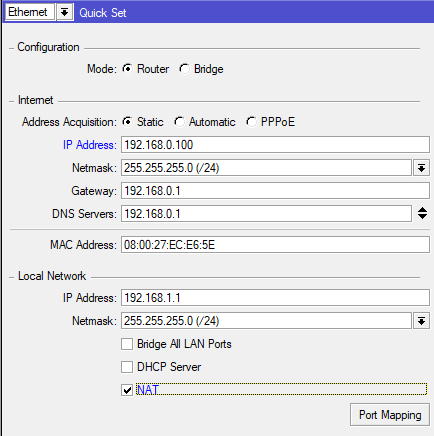 Ethernet Quick Set
Configuration
Mode: Router Bridge
Internet
Address Acquisition: Static Automatic PPPoE
IP Address: 192.168.0.100
Netmask: 255.255.255.0 (/24)
Gateway: 192.168.0.1
DNS Servers: 192.168.0.1
MAC Address: 08:00:27:EC:E6:5E
Local Network
IP Address: 192.168.1.1
Netmask: 255.255.255.0 (/24)
Bridge All LAN Ports
DHCP Server
NAT
Port Mapping